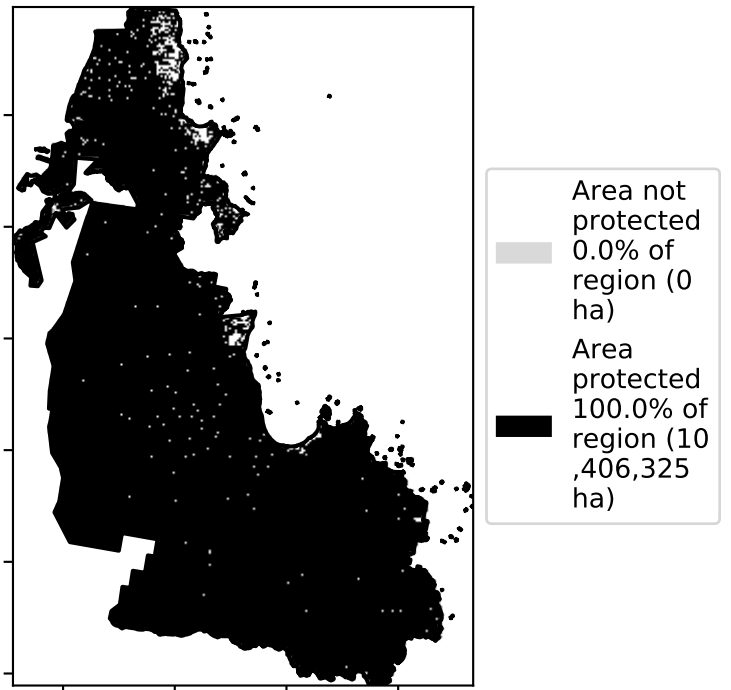 Area not
protected
0.0% of
region (0
ha)
Area
protected
100.0% of
region (10
,406,325
ha)